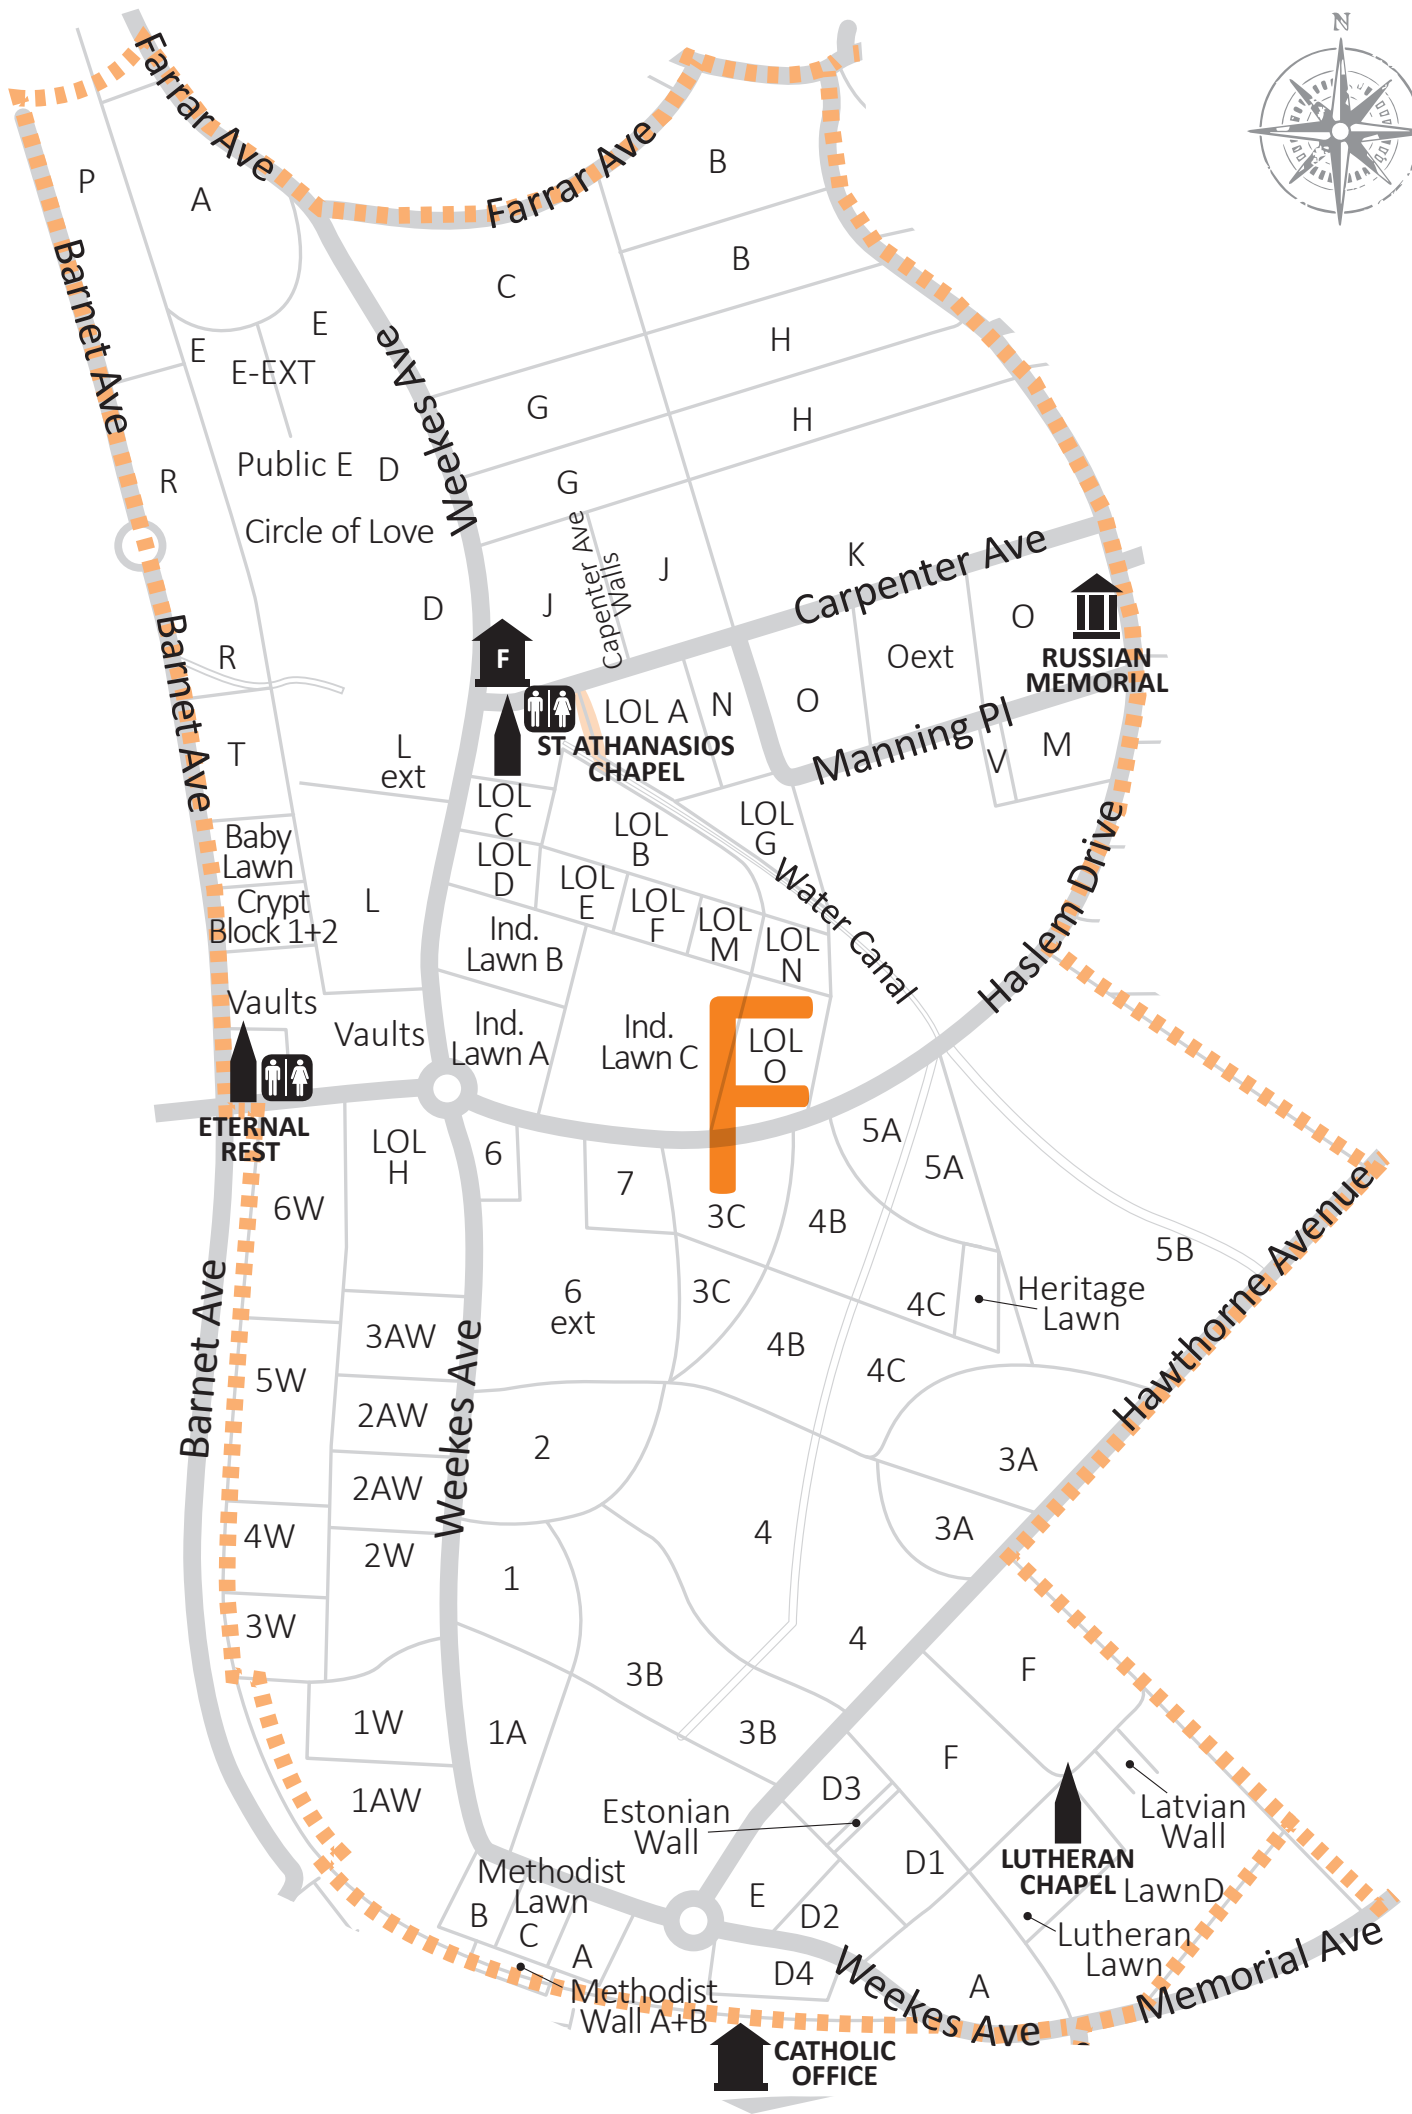 N
Farrar Ave
Farrar Ave
B
P
A
B
C
Barnet Ave
E
H
E
E-EXT
Weekes Ave
G
H
Public E
D
R
G
Circle of Love
Capenter Ave
Walls
J
K
Carpenter Ave
D
J
O
F
R
Oext
RUSSIAN
MEMORIAL
Barnet Ave
LOL A
N
O
Manning Pl
T
L
ext
ST ATHANASIOS
CHAPEL
V
M
LOL
C
LOL
B
LOL
G
Baby
Lawn
LOL
D
LOL
E
LOL
F
LOL
M
LOL
N
Water Canal
Haslem Drive
Crypt
Block 1+2
L
Ind.
Lawn B
Vaults
Vaults
Ind.
Lawn A
Ind.
Lawn C
LOL
O
F
ETERNAL
REST
LOL
H
6
7
5A
5A
6W
3C
4B
5B
Hawthorne Avenue
Barnet Ave
6
ext
3C
4C
Heritage
Lawn
3AW
Weekes Ave
4B
5W
4C
2AW
2
3A
2AW
4W
4
3A
2W
1
3W
4
3B
F
1W
1A
3B
F
1AW
D3
Estonian
Wall
Latvian
Wall
D1
LUTHERAN
CHAPEL
Methodist
Lawn
LawnD
E
B
D2
C
Lutheran
Lawn
A
D4
Weekes Ave
A
Memorial Ave
Methodist
Wall A+B
CATHOLIC
OFFICE